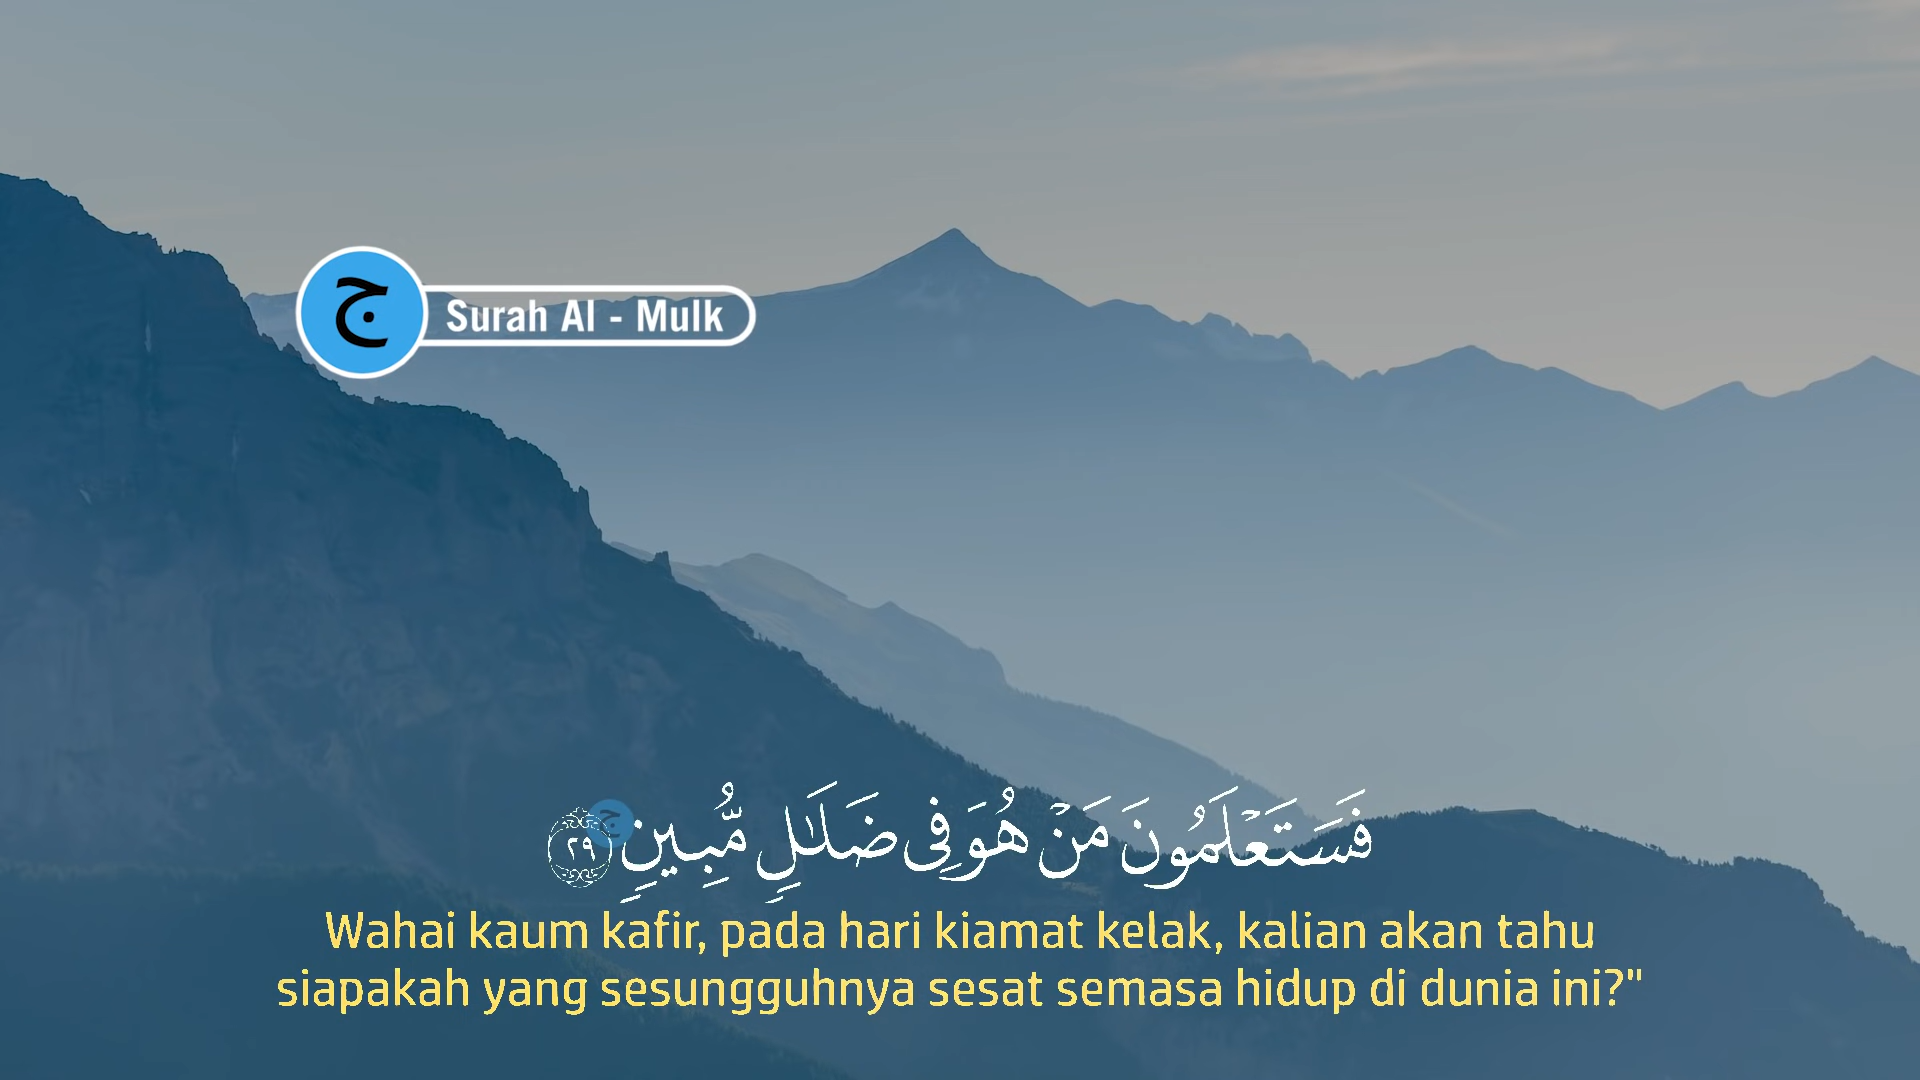 ج
Surah Al - Mulk
فَسَتَعْلَمُونَ مَنْ هُوَ فِى ضَلَـٰلٍ مُّبِينٍ ٢٩
ج
Wahai kaum kafir, pada hari kiamat kelak, kalian akan tahu
siapakah yang sesungguhnya sesat semasa hidup di dunia ini?"